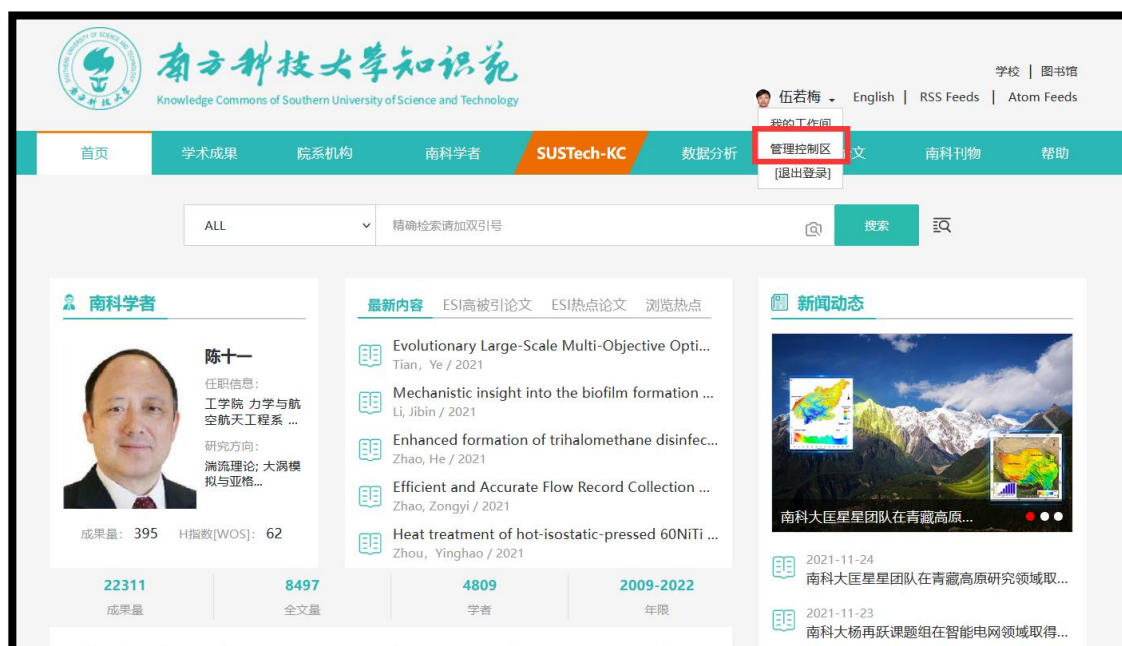 南方科技大学知识苑
Knowledge Commons of Southern University of Science and Technology
学校 | 图书馆
伍若梅 English | RSS Feeds | Atom Feeds
我的工作间
管理控制区
[退出登录]
首页 学术成果 院系机构 南科学者 SUSTech-KC 数据分析 文 南科刊物 帮助
ALL 精确检索请加双引号 搜索
南科学者
陈十一
任职信息:
工学院 力学与航
空航天工程系 ...
研究方向:
湍流理论; 大涡模
拟与亚格...
成果量: 395 H指数[WOS]: 62
最新内容 ESI高被引论文 ESI热点论文 浏览热点
Evolutionary Large-Scale Multi-Objective Opti...
Tian, Ye / 2021
Mechanistic insight into the biofilm formation ...
Li, Jibin / 2021
Enhanced formation of trihalomethane disinfec...
Zhao, He / 2021
Efficient and Accurate Flow Record Collection ...
Zhao, Zongyi / 2021
Heat treatment of hot-isostatic-pressed 60NiTi ...
Zhou, Yinghao / 2021
新闻动态
南科大匡星星团队在青藏高原...
2021-11-24
南科大匡星星团队在青藏高原研究领域取...
2021-11-23
南科大杨再跃课题组在智能电网领域取得...
22311 8497 4809 2009-2022
成果量 全文量 学者 年限